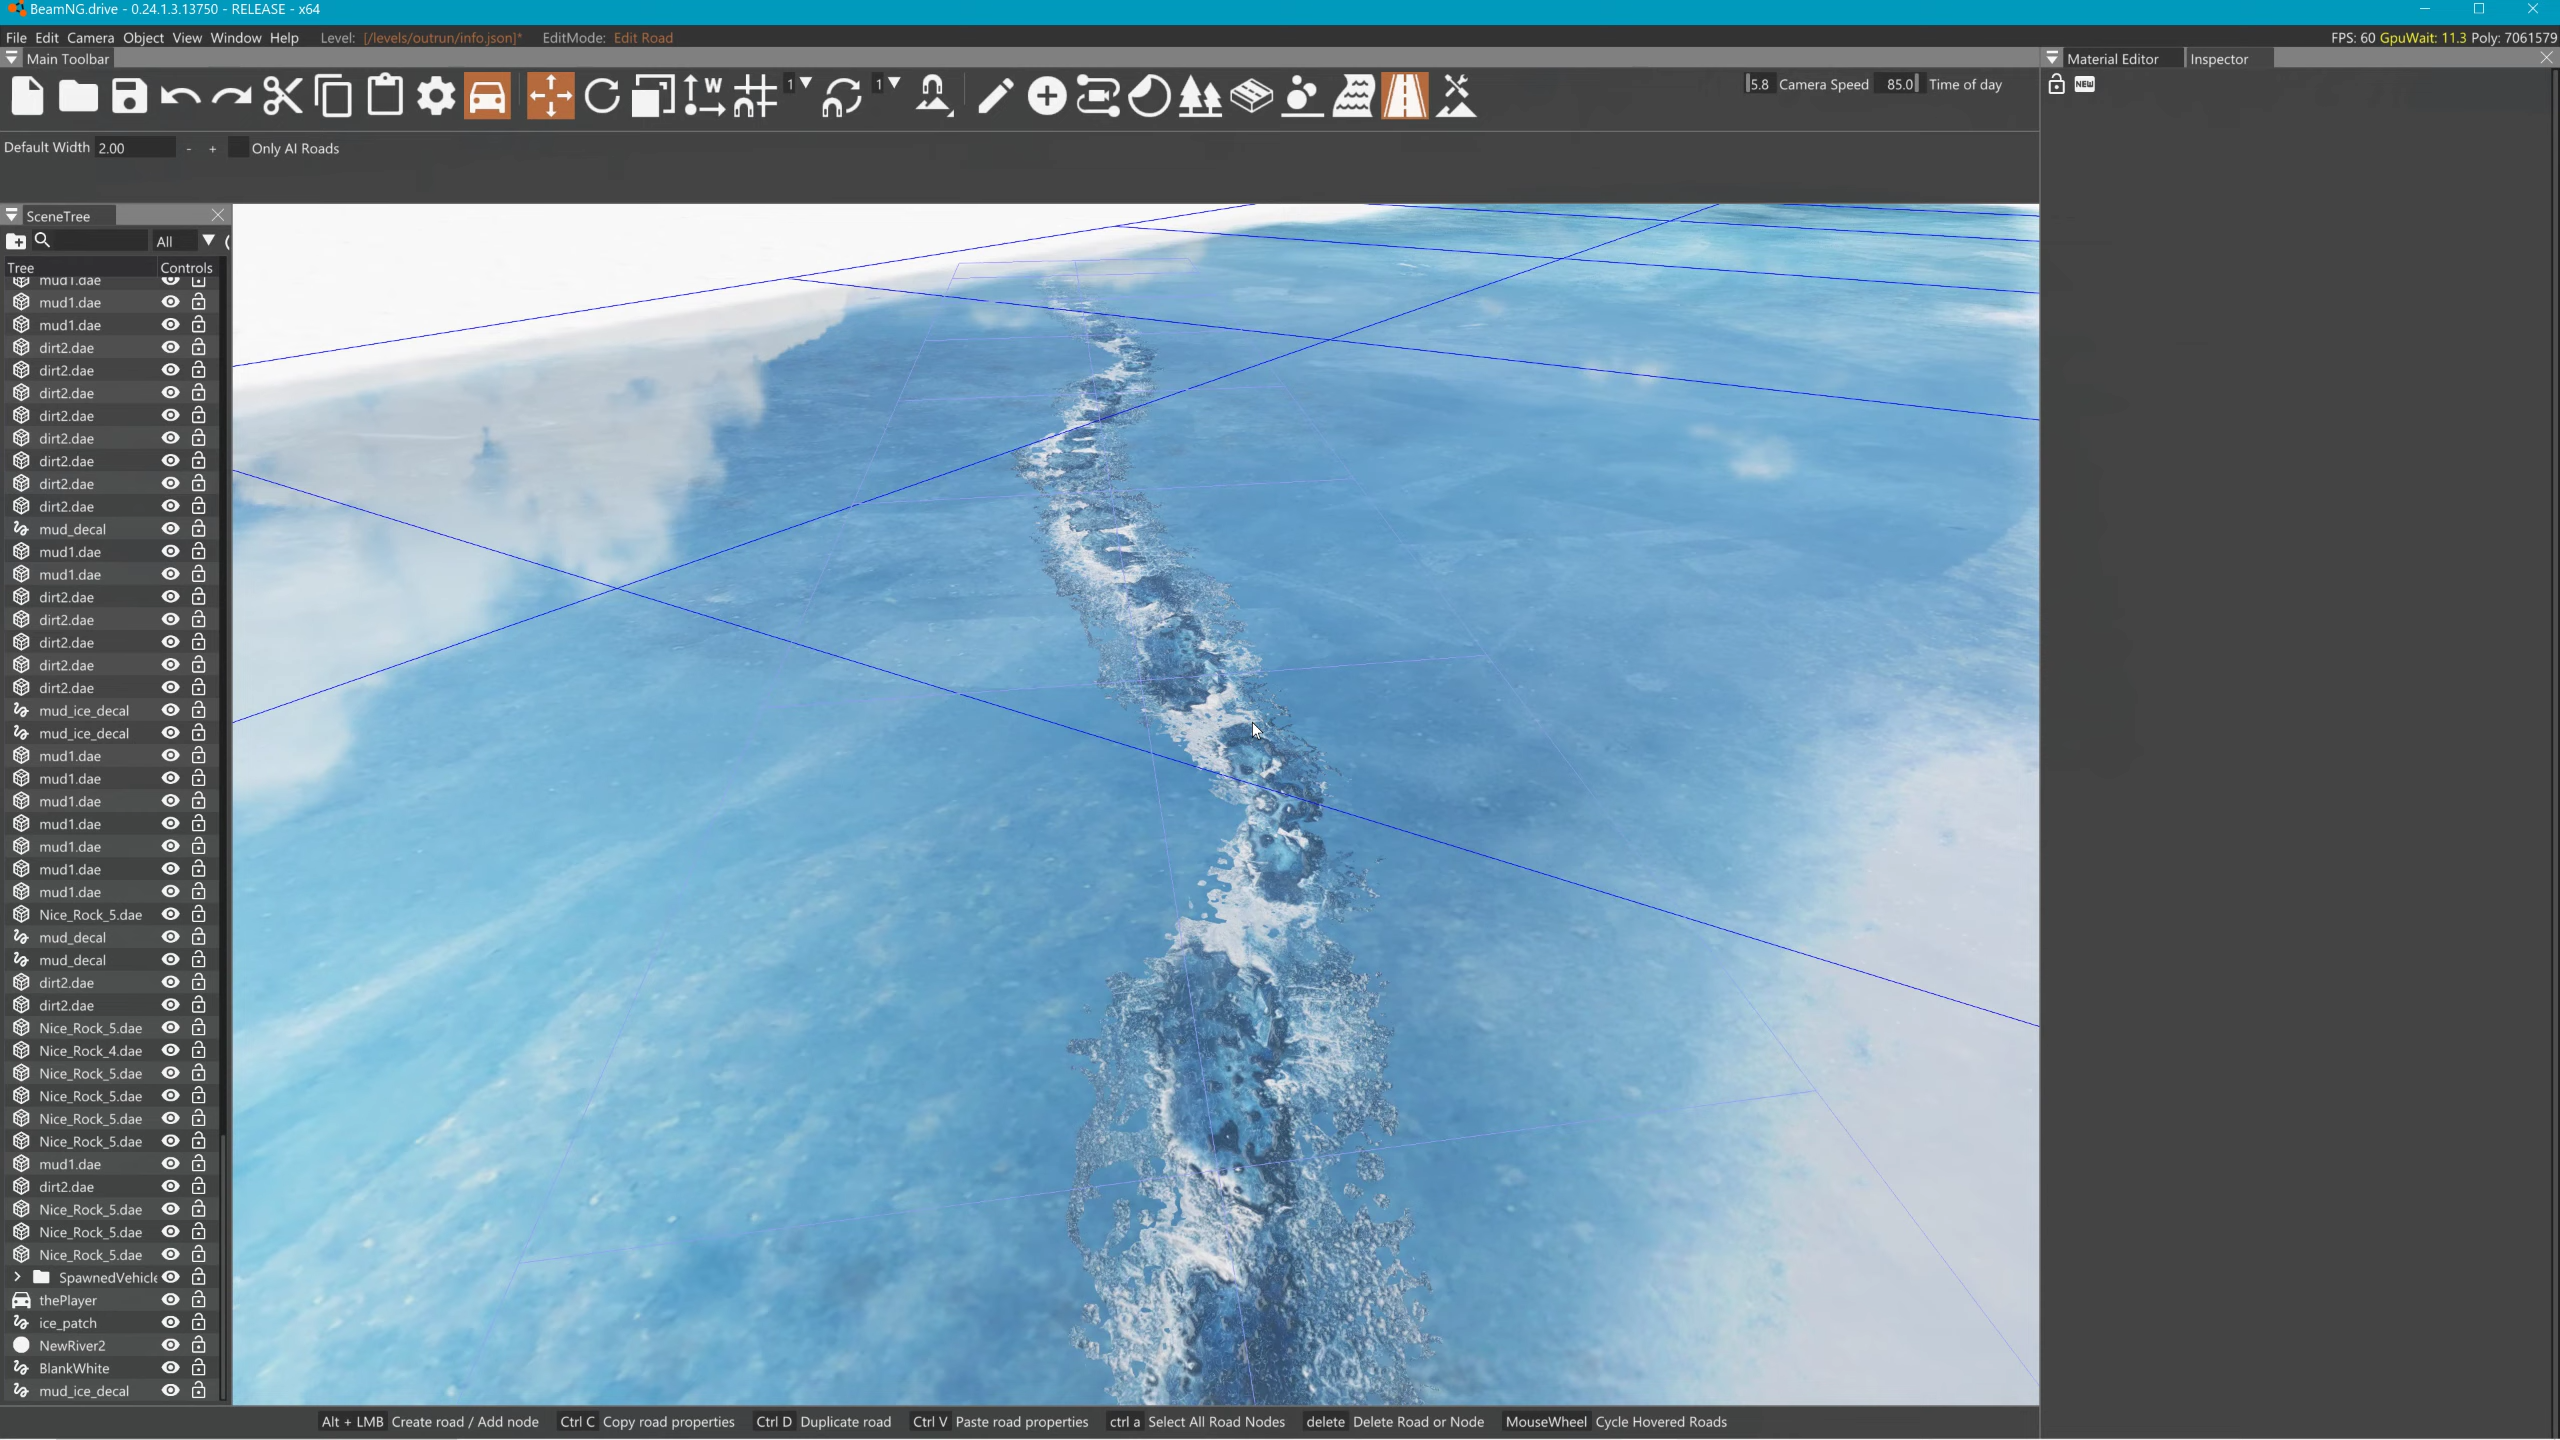 BeamNG.drive - 0.24.1.3.13750 - RELEASE - x64
File Edit Camera Object View Window Help Level: [/levels/outrun/info.json]* EditMode: Edit Road FPS: 60 GpuWait: 11.3 Poly: 7061579
Main Toolbar Material Editor Inspector
W 1 1 5.8 Camera Speed 85.0 Time of day NEW
Default Width 2.00 - + Only AI Roads
SceneTree
All
Tree Controls
mud1.dae
mud1.dae
mud1.dae
dirt2.dae
dirt2.dae
dirt2.dae
dirt2.dae
dirt2.dae
dirt2.dae
dirt2.dae
dirt2.dae
mud_decal
mud1.dae
mud1.dae
dirt2.dae
dirt2.dae
dirt2.dae
dirt2.dae
dirt2.dae
mud_ice_decal
mud_ice_decal
mud1.dae
mud1.dae
mud1.dae
mud1.dae
mud1.dae
mud1.dae
mud1.dae
Nice_Rock_5.dae
mud_decal
mud_decal
dirt2.dae
dirt2.dae
Nice_Rock_5.dae
Nice_Rock_4.dae
Nice_Rock_5.dae
Nice_Rock_5.dae
Nice_Rock_5.dae
Nice_Rock_5.dae
mud1.dae
dirt2.dae
Nice_Rock_5.dae
Nice_Rock_5.dae
Nice_Rock_5.dae
SpawnedVehicle
thePlayer
ice_patch
NewRiver2
BlankWhite
mud_ice_decal
Alt + LMB Create road / Add node Ctrl C Copy road properties Ctrl D Duplicate road Ctrl V Paste road properties ctrl a Select All Road Nodes delete Delete Road or Node MouseWheel Cycle Hovered Roads